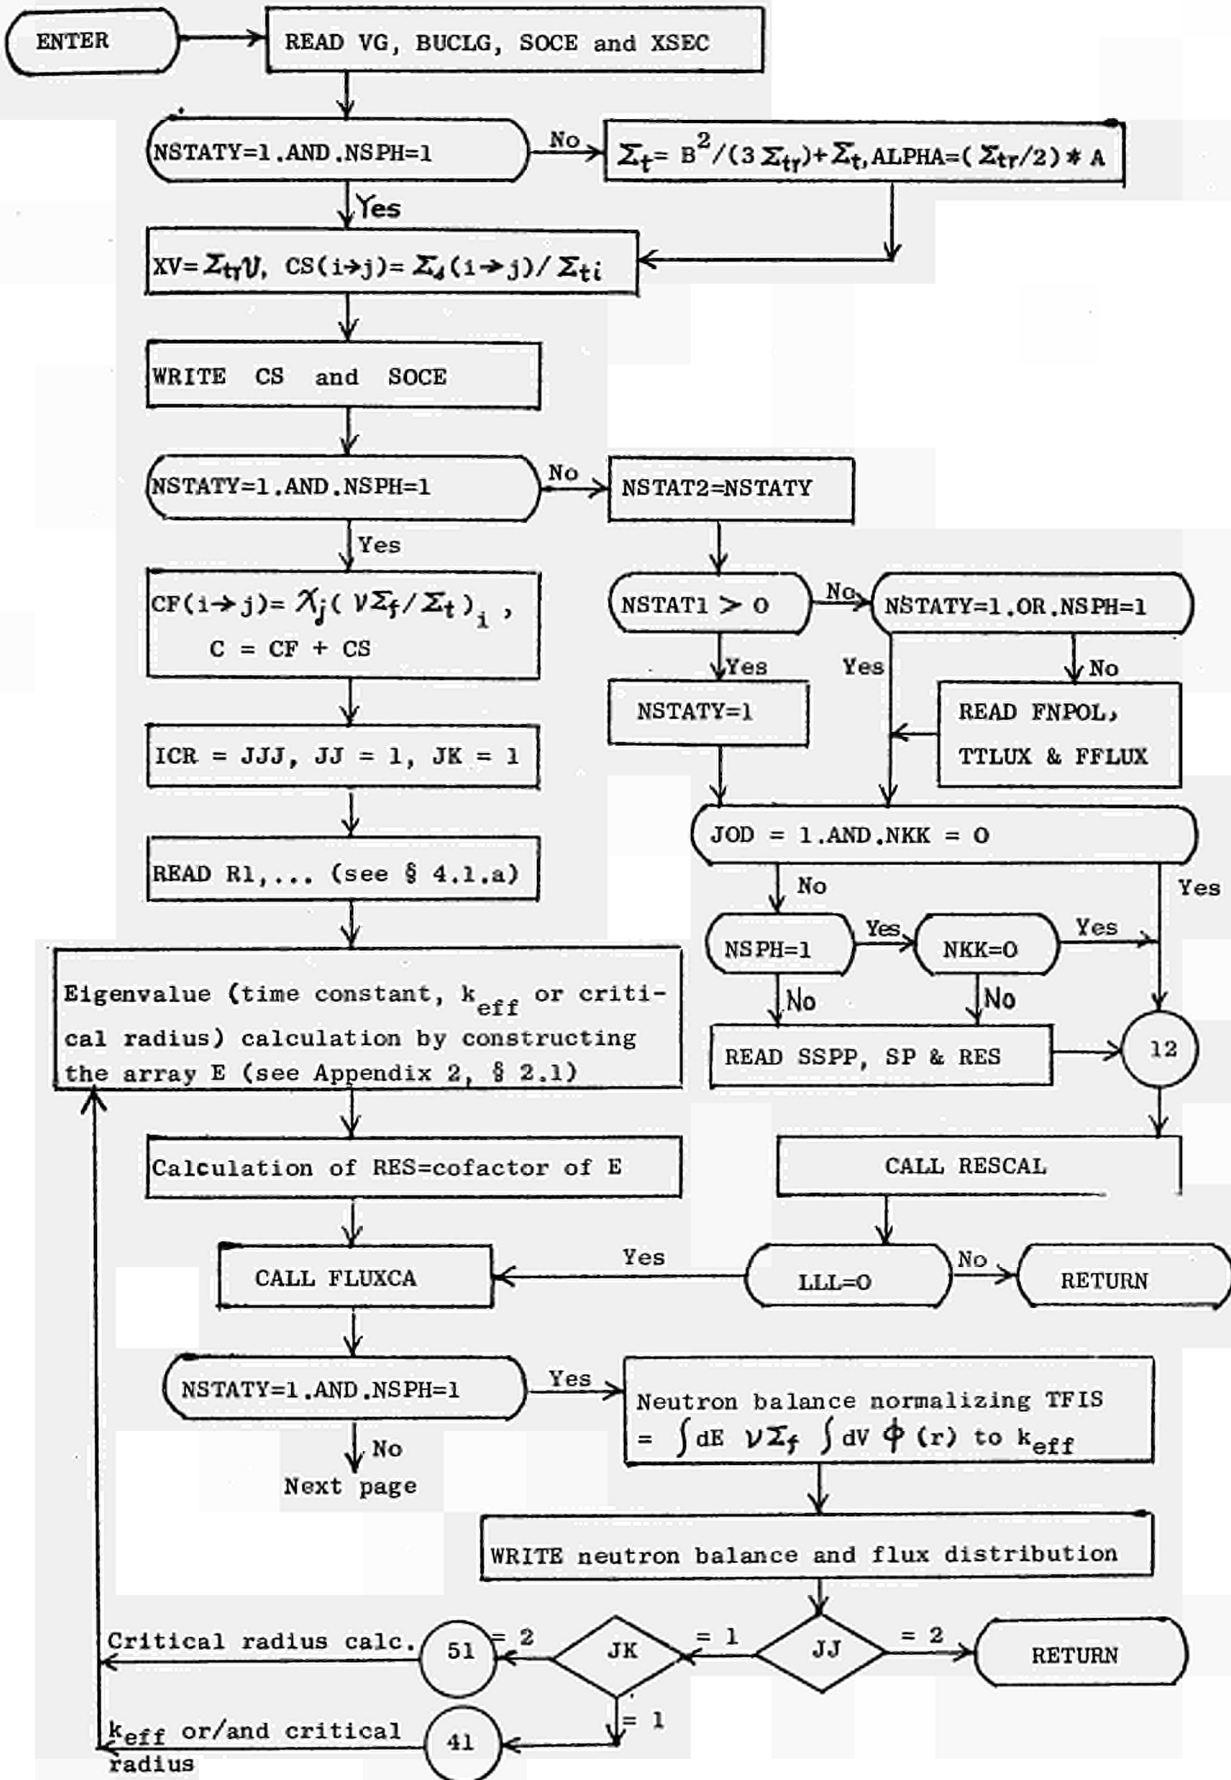 ENTER
READ VG, BUCLG, SOCE and XSEC
NSTATY=1.AND.NSPH=1
No
Σt= B²/(3 Σtr)+Σt, ALPHA=( Σtr/2) * A
Yes
XV=Σtr v, CS(i→j)= Σs(i→j)/ Σti
WRITE CS and SOCE
NSTATY=1.AND.NSPH=1
No
NSTAT2=NSTATY
Yes
CF(i→j)= χj( νΣf/Σt)i ,
C = CF + CS
NSTAT1 > 0
No
NSTATY=1.OR.NSPH=1
Yes
Yes
No
NSTATY=1
READ FNPOL,
TTLUX & FFLUX
ICR = JJJ, JJ = 1, JK = 1
JOD = 1.AND.NKK = 0
READ R1,... (see § 4.1.a)
No
Yes
NSPH=1
Yes
NKK=0
Yes
No
No
READ SSPP, SP & RES
12
Eigenvalue (time constant, keff or criti-
cal radius) calculation by constructing
the array E (see Appendix 2, § 2.1)
Calculation of RES=cofactor of E
CALL RESCAL
CALL FLUXCA
Yes
LLL=0
No
RETURN
NSTATY=1.AND.NSPH=1
Yes
Neutron balance normalizing TFIS
= ∫dE νΣf ∫dV Φ (r) to keff
No
Next page
WRITE neutron balance and flux distribution
Critical radius calc.
51
= 2
JK
= 1
JJ
= 2
RETURN
= 1
keff or/and critical
radius
41